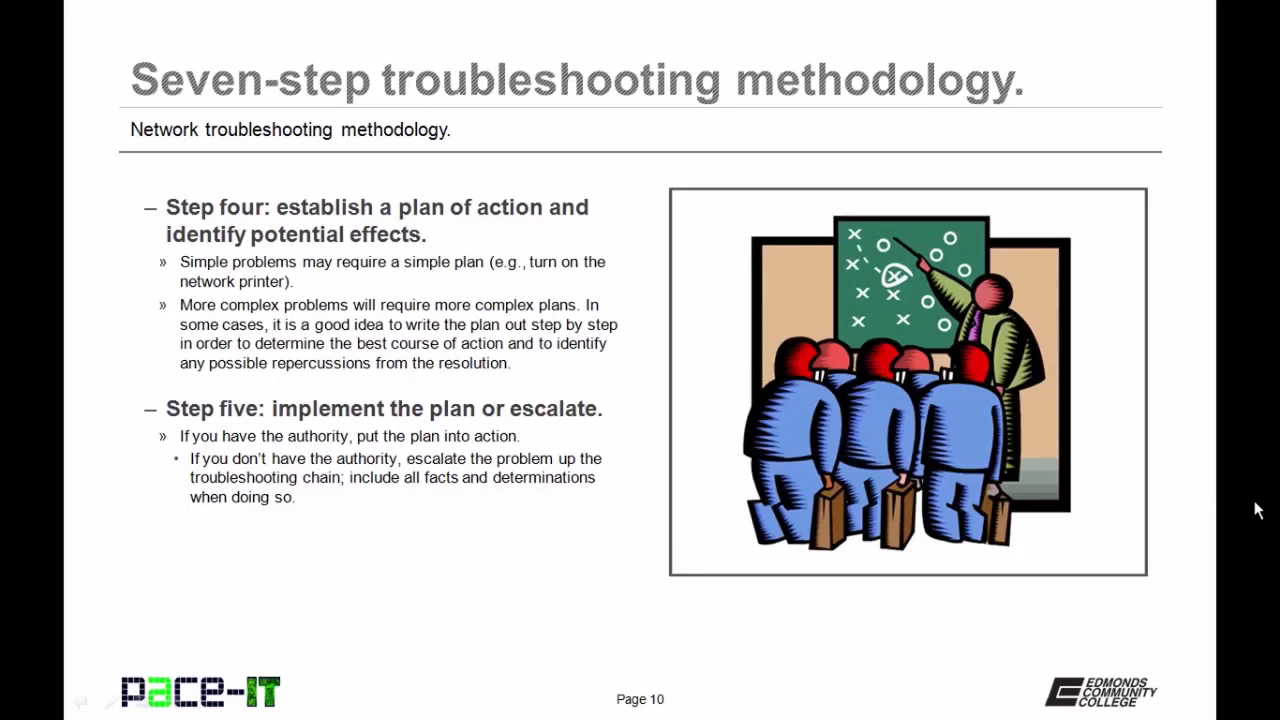 Seven-step troubleshooting methodology.
Network troubleshooting methodology.
– Step four: establish a plan of action and
identify potential effects.
» Simple problems may require a simple plan (e.g., turn on the
network printer).
» More complex problems will require more complex plans. In
some cases, it is a good idea to write the plan out step by step
in order to determine the best course of action and to identify
any possible repercussions from the resolution.
– Step five: implement the plan or escalate.
» If you have the authority, put the plan into action.
• If you don't have the authority, escalate the problem up the
troubleshooting chain; include all facts and determinations
when doing so.
pace-IT
Page 10
EDMONDS
COMMUNITY
COLLEGE